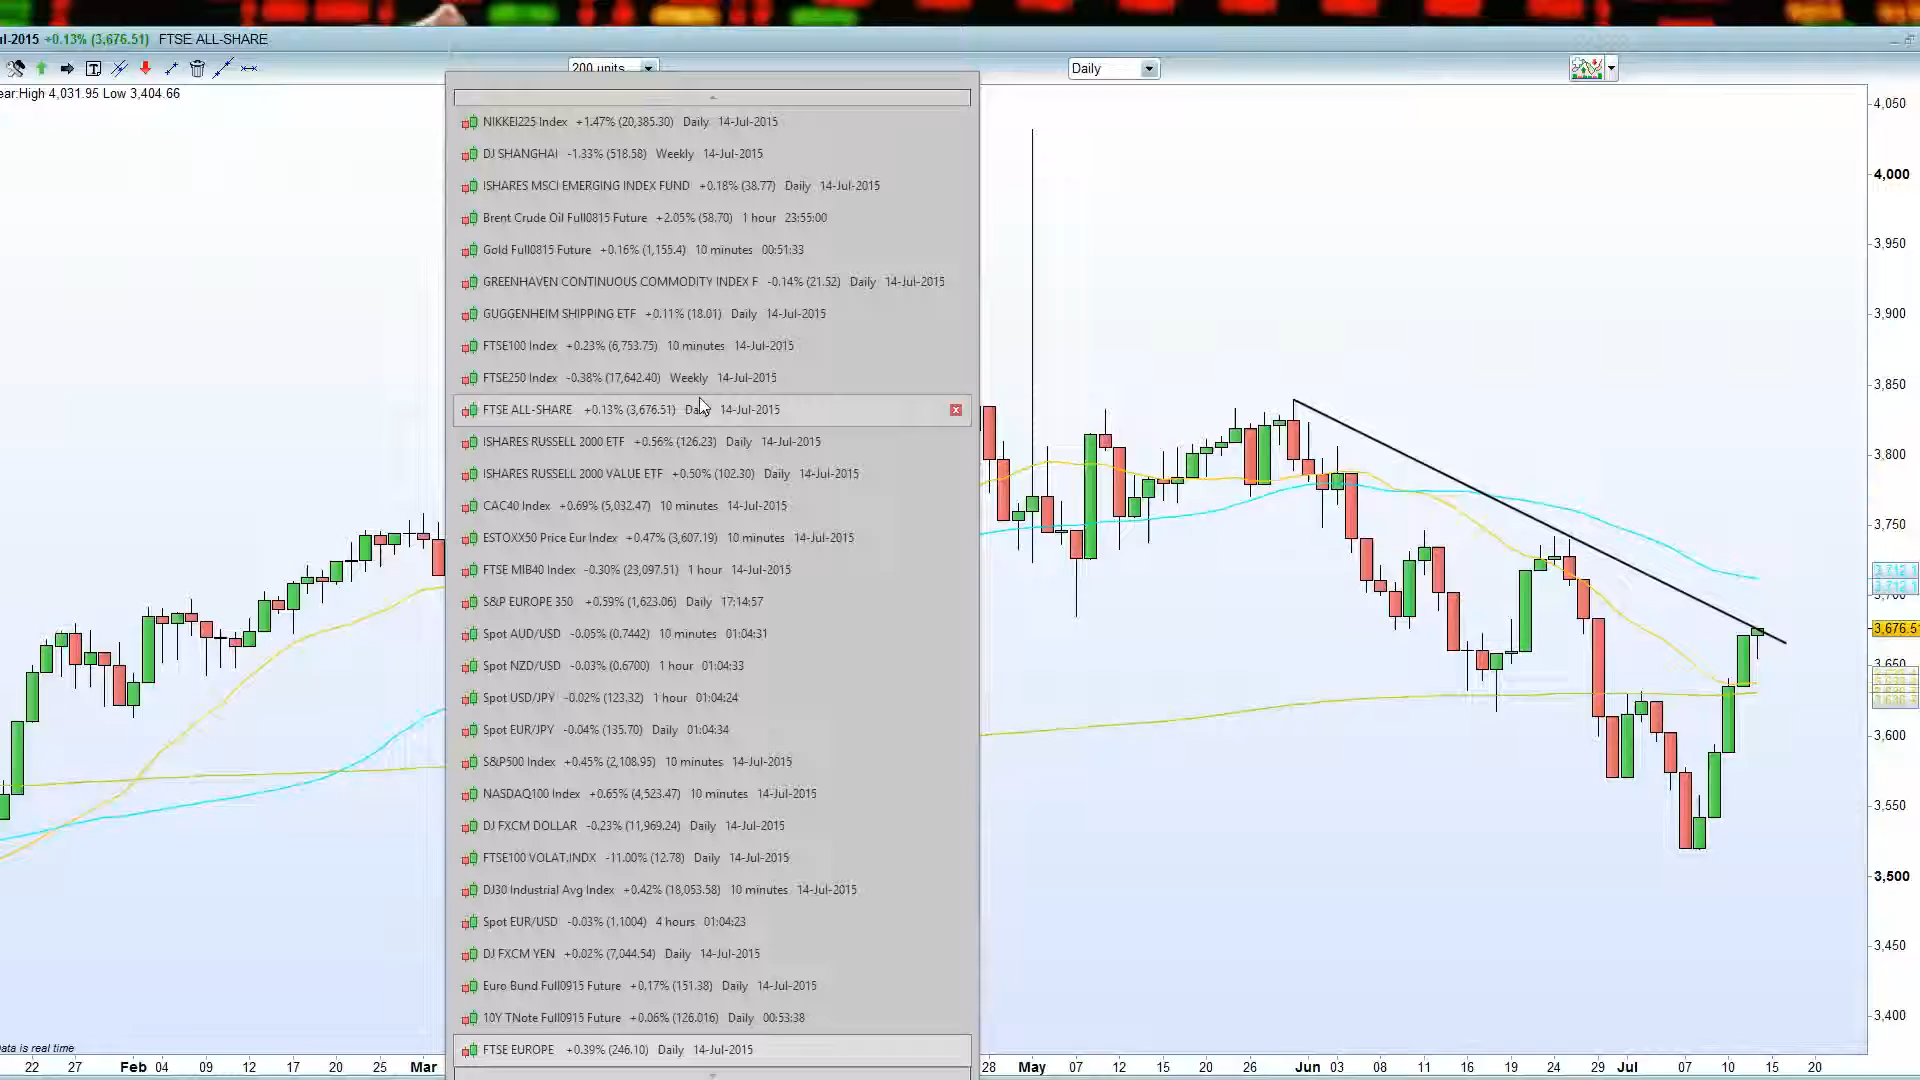 ul-2015 +0.13% (3,676.51) FTSE ALL-SHARE
200 units
Daily
ear:High 4,031.95 Low 3,404.66
NIKKEI225 Index +1.47% (20,385.30) Daily 14-Jul-2015
DJ SHANGHAI -1.33% (518.58) Weekly 14-Jul-2015
ISHARES MSCI EMERGING INDEX FUND +0.18% (38.77) Daily 14-Jul-2015
Brent Crude Oil Full0815 Future +2.05% (58.70) 1 hour 23:55:00
Gold Full0815 Future +0.16% (1,155.4) 10 minutes 00:51:33
GREENHAVEN CONTINUOUS COMMODITY INDEX F -0.14% (21.52) Daily 14-Jul-2015
GUGGENHEIM SHIPPING ETF +0.11% (18.01) Daily 14-Jul-2015
FTSE100 Index +0.23% (6,753.75) 10 minutes 14-Jul-2015
FTSE250 Index -0.38% (17,642.40) Weekly 14-Jul-2015
FTSE ALL-SHARE +0.13% (3,676.51) Daily 14-Jul-2015
ISHARES RUSSELL 2000 ETF +0.56% (126.23) Daily 14-Jul-2015
ISHARES RUSSELL 2000 VALUE ETF +0.50% (102.30) Daily 14-Jul-2015
CAC40 Index +0.69% (5,032.47) 10 minutes 14-Jul-2015
ESTOXX50 Price Eur Index +0.47% (3,607.19) 10 minutes 14-Jul-2015
FTSE MIB40 Index -0.30% (23,097.51) 1 hour 14-Jul-2015
S&P EUROPE 350 +0.59% (1,623.06) Daily 17:14:57
Spot AUD/USD -0.05% (0.7442) 10 minutes 01:04:31
Spot NZD/USD -0.03% (0.6700) 1 hour 01:04:33
Spot USD/JPY -0.02% (123.32) 1 hour 01:04:24
Spot EUR/JPY -0.04% (135.70) Daily 01:04:34
S&P500 Index +0.45% (2,108.95) 10 minutes 14-Jul-2015
NASDAQ100 Index +0.65% (4,523.47) 10 minutes 14-Jul-2015
DJ FXCM DOLLAR -0.23% (11,969.24) Daily 14-Jul-2015
FTSE100 VOLAT.INDX -11.00% (12.78) Daily 14-Jul-2015
DJ30 Industrial Avg Index +0.42% (18,053.58) 10 minutes 14-Jul-2015
Spot EUR/USD -0.03% (1.1004) 4 hours 01:04:23
DJ FXCM YEN +0.02% (7,044.54) Daily 14-Jul-2015
Euro Bund Full0915 Future +0.17% (151.38) Daily 14-Jul-2015
10Y TNote Full0915 Future +0.06% (126.016) Daily 00:53:38
FTSE EUROPE +0.39% (246.10) Daily 14-Jul-2015
4,050
4,000
3,950
3,900
3,850
3,800
3,750
3,712.1
3,712.1
3,700
3,676.5
3,650
3,600
3,550
3,500
3,450
3,400
ata is real time
22 27 Feb 04 09 12 17 20 25 Mar 28 May 07 12 15 20 26 Jun 03 08 11 16 19 24 29 Jul 07 10 15 20